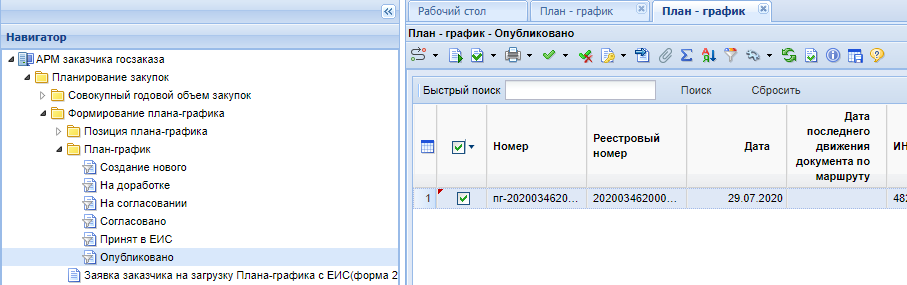 Навигатор
АРМ заказчика госзаказа
Планирование закупок
Совокупный годовой объем закупок
Формирование плана-графика
Позиция плана-графика
План-график
Создание нового
На доработке
На согласовании
Согласовано
Принят в ЕИС
Опубликовано
Заявка заказчика на загрузку Плана-графика с ЕИС(форма 2
Рабочий стол
План - график
План - график
План - график - Опубликовано
Быстрый поиск
Поиск
Сбросить
Номер
Реестровый
номер
Дата
Дата
последнего
движения
документа по
маршруту
ИН
1
пг-2020034620...
202003462000...
29.07.2020
482